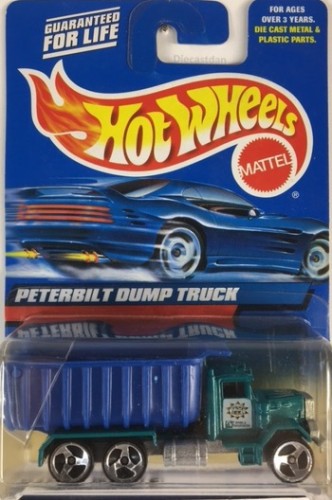 GUARANTEED
FOR LIFE
FOR AGES
OVER 3 YEARS.
DIE CAST METAL &
PLASTIC PARTS.
Hot Wheels
MATTEL
®
PETERBILT DUMP TRUCK